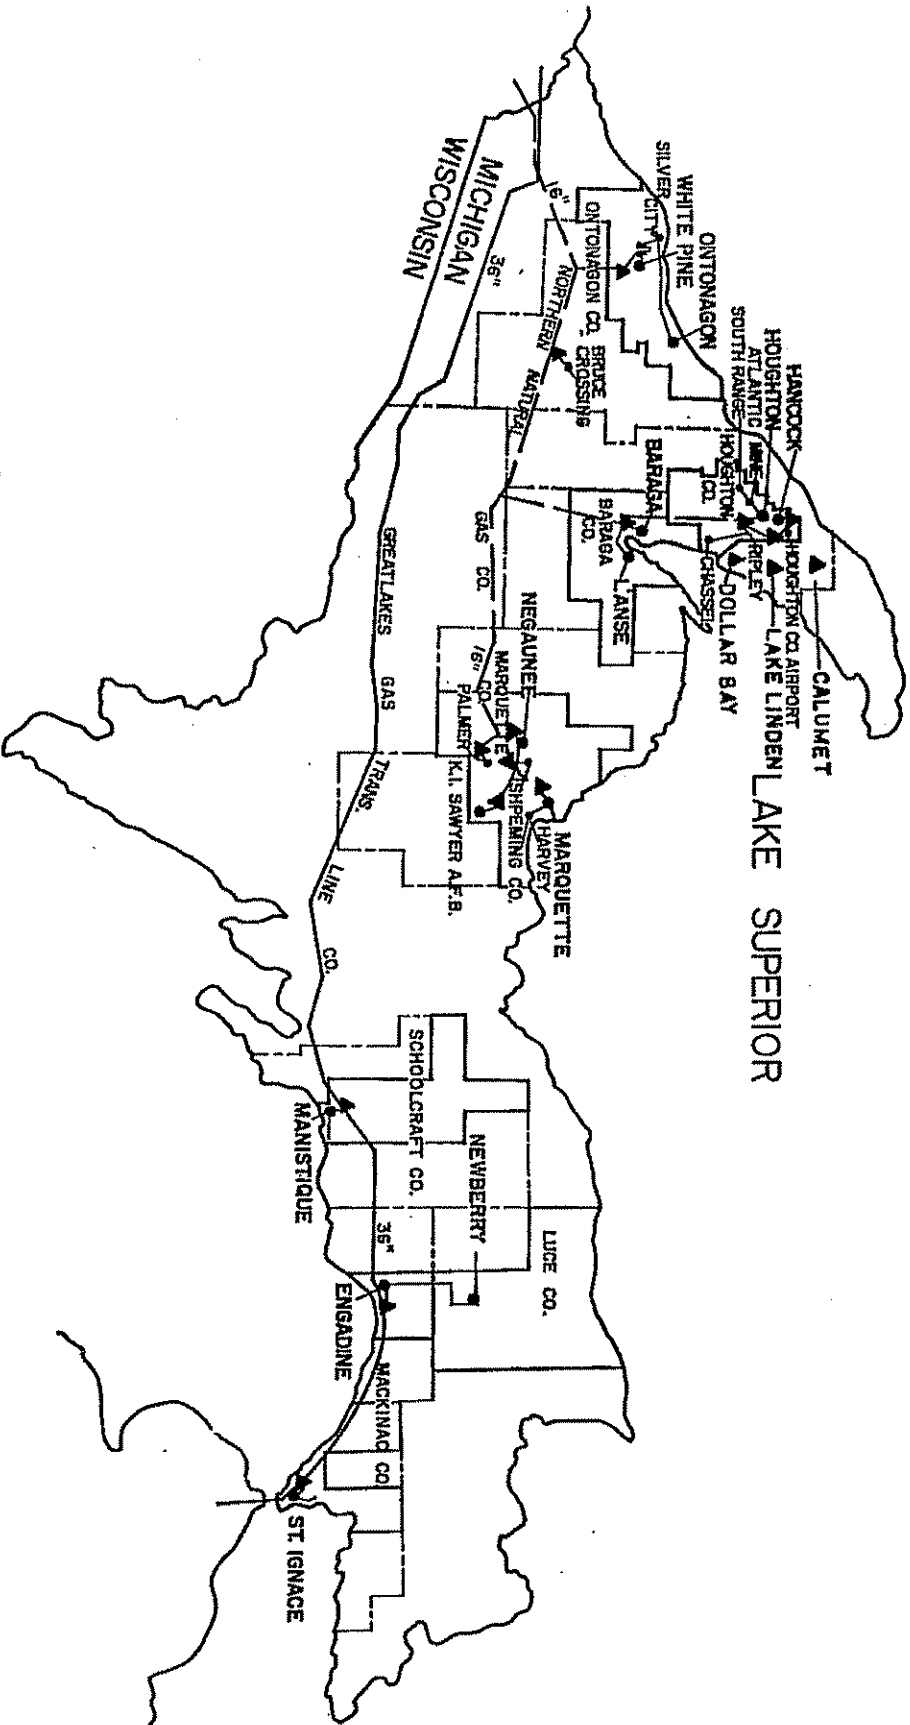 LAKE SUPERIOR
CALUMET
LAKE LINDEN
HOUGHTON CO. AIRPORT
HANCOCK
HOUGHTON
ATLANTIC MINE
SOUTH RANGE
RIPLEY
DOLLAR BAY
HOUGHTON
CO.
CHASSELL
ONTONAGON
WHITE PINE
SILVER CITY
BARAGA
L'ANSE
BARAGA
CO.
ONTONAGON CO.
BRUCE
CROSSING
16"
NORTHERN NATURAL GAS CO.
16"
NEGAUNEE
MARQUETTE
CO.
PALMER
MARQUETTE
HARVEY
ISHPEMING CO.
K.I. SAWYER A.F.B.
MICHIGAN
WISCONSIN
36"
GREAT LAKES GAS TRANS. LINE CO.
SCHOOLCRAFT CO.
MANISTIQUE
NEWBERRY
LUCE CO.
36"
ENGADINE
MACKINAC CO.
ST. IGNACE